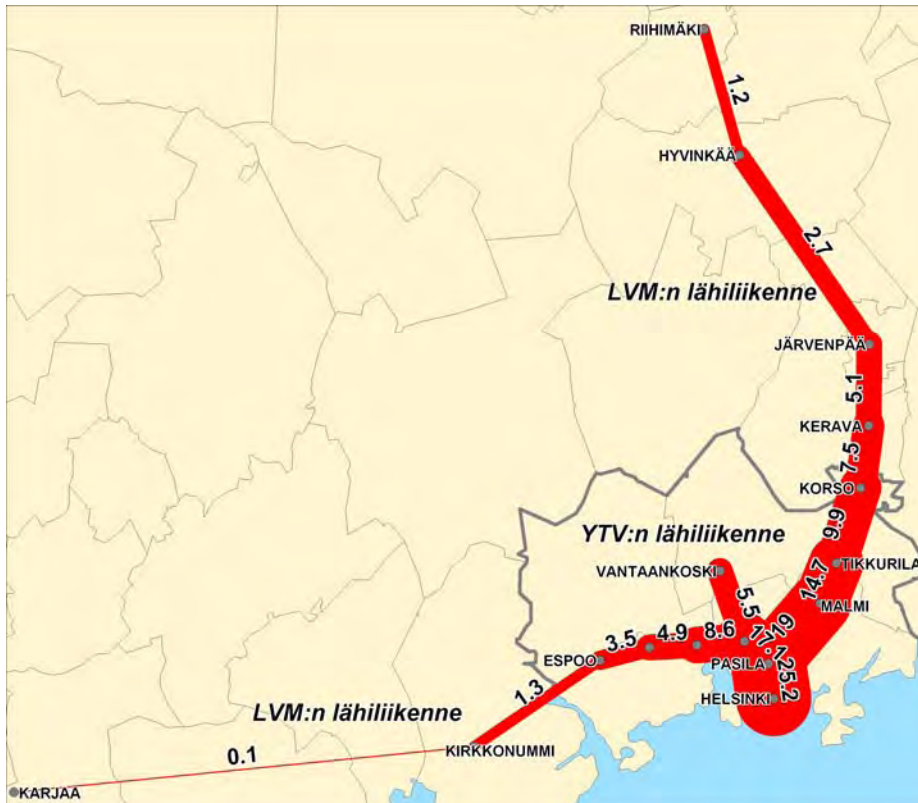 RIIHIMÄKI
1.2
HYVINKÄÄ
2.7
LVM:n lähiliikenne
JÄRVENPÄÄ
5.1
KERAVA
7.5
KORSO
9.9
YTV:n lähiliikenne
TIKKURILA
VANTAANKOSKI
14.7
MALMI
5.5
19
17.1
8.6
4.9
3.5
ESPOO
PASILA
25.2
HELSINKI
1.3
LVM:n lähiliikenne
KIRKKONUMMI
0.1
KARJAA